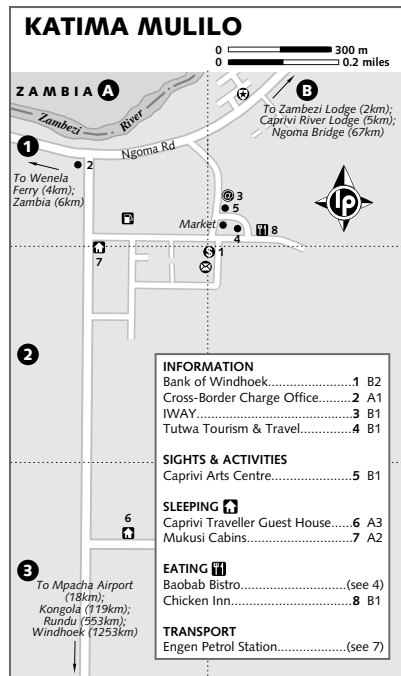 KATIMA MULILO
0 300 m
0 0.2 miles
ZAMBIA A
B
Zambezi River
To Zambezi Lodge (2km);
Caprivi River Lodge (5km);
Ngoma Bridge (67km)
1
Ngoma Rd
2
To Wenela
Ferry (4km);
Zambia (6km)
@ 3
5
Market
4
8
7
$ 1
2
INFORMATION
Bank of Windhoek....................1 B2
Cross-Border Charge Office........2 A1
IWAY.......................................3 B1
Tutwa Tourism & Travel............4 B1
SIGHTS & ACTIVITIES
Caprivi Arts Centre...................5 B1
SLEEPING
Caprivi Traveller Guest House....6 A3
Mukusi Cabins.........................7 A2
EATING
Baobab Bistro......................(see 4)
Chicken Inn..............................8 B1
TRANSPORT
Engen Petrol Station..............(see 7)
6
3
To Mpacha Airport
(18km);
Kongola (119km);
Rundu (553km);
Windhoek (1253km)
lp